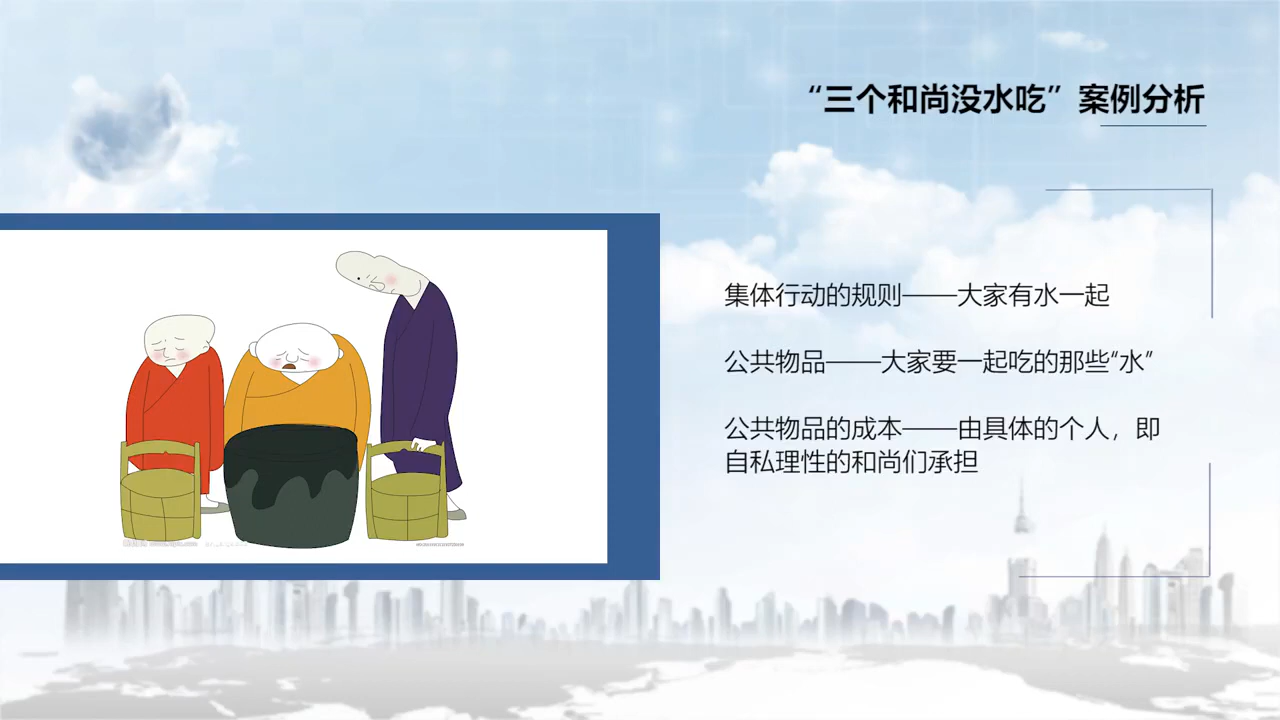 “三个和尚没水吃”案例分析
集体行动的规则——大家有水一起
公共物品——大家要一起吃的那些“水”
公共物品的成本——由具体的个人，即
自私理性的和尚们承担